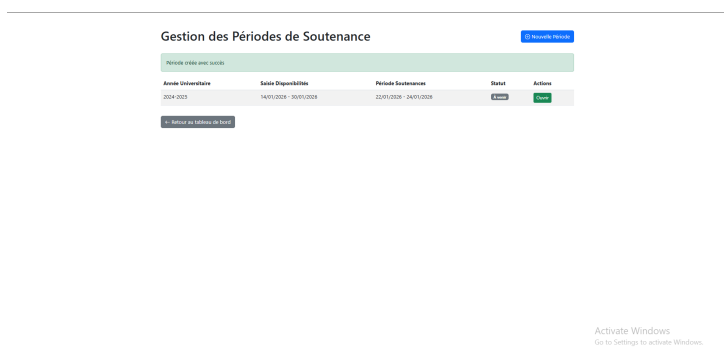 Gestion des Périodes de Soutenance
Nouvelle Période
Période créée avec succès
Année Universitaire Saisie Disponibilités Période Soutenances Statut Actions
2024-2025 14/01/2026 - 30/01/2026 22/01/2026 - 24/01/2026 À venir Ouvrir
← Retour au tableau de bord
Activate Windows
Go to Settings to activate Windows.